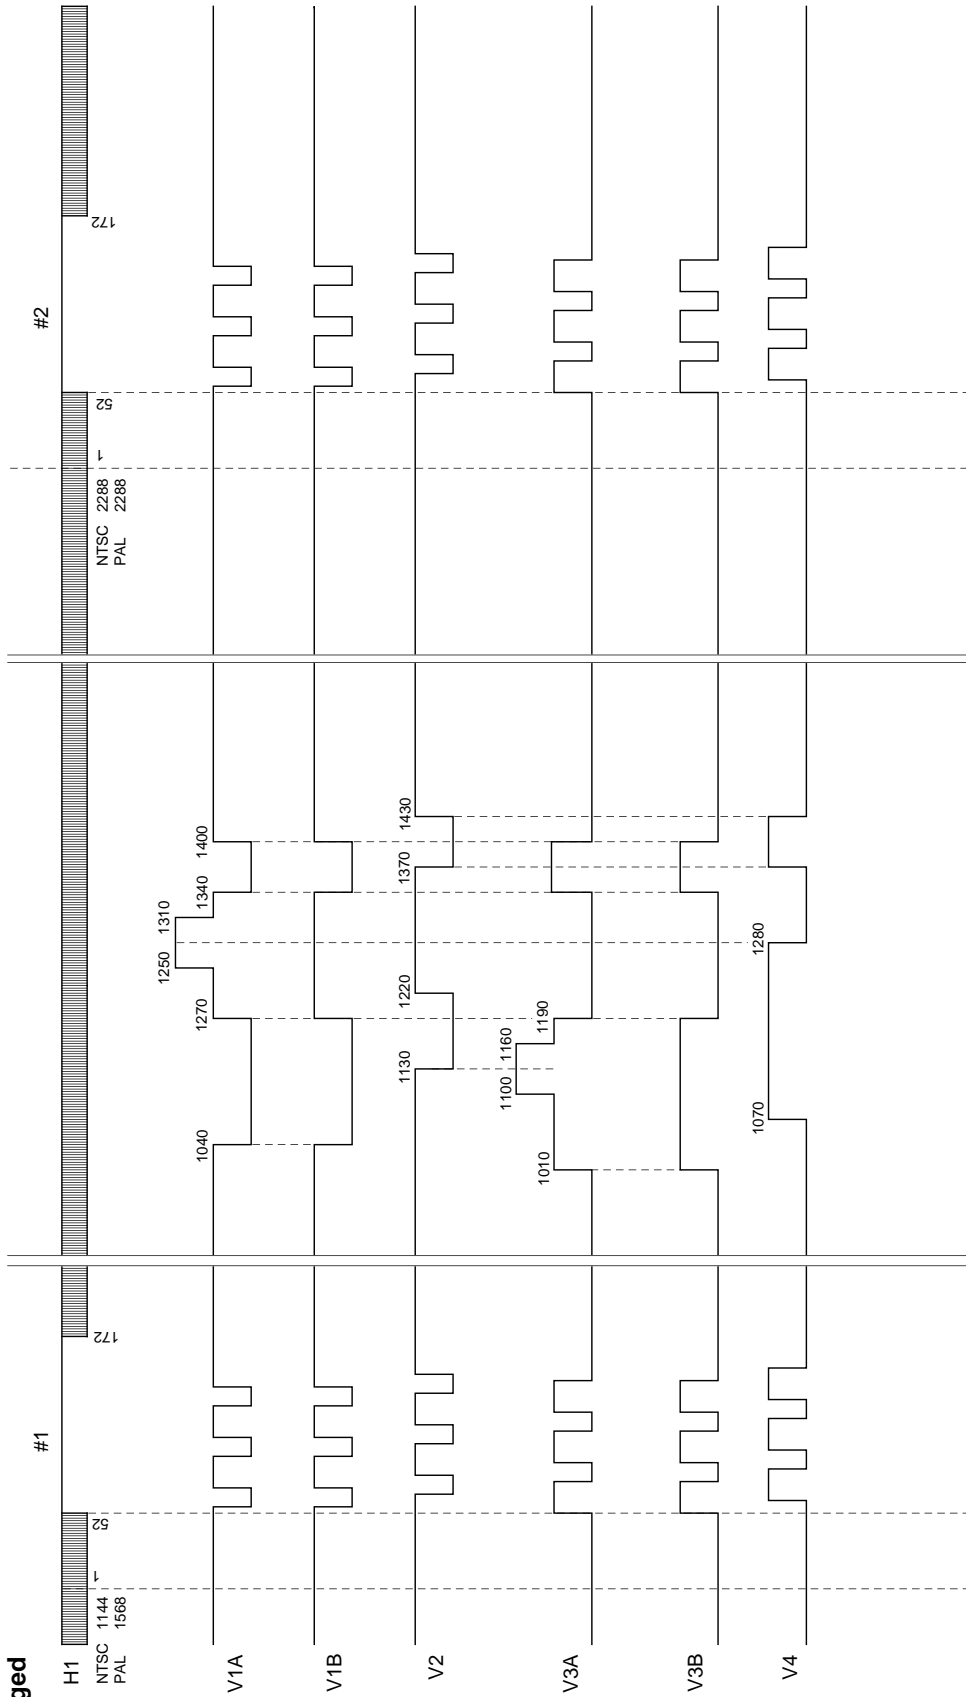 ged
#1 #2
H1
NTSC 1144 1 52 172 NTSC 2288 1 52 172
PAL 1568 PAL 2288
1250 1310
1040 1270 1340 1400
V1A
V1B
1130 1220 1370 1430
V2
1100 1160
1010 1190
V3A
V3B
1070 1280
V4